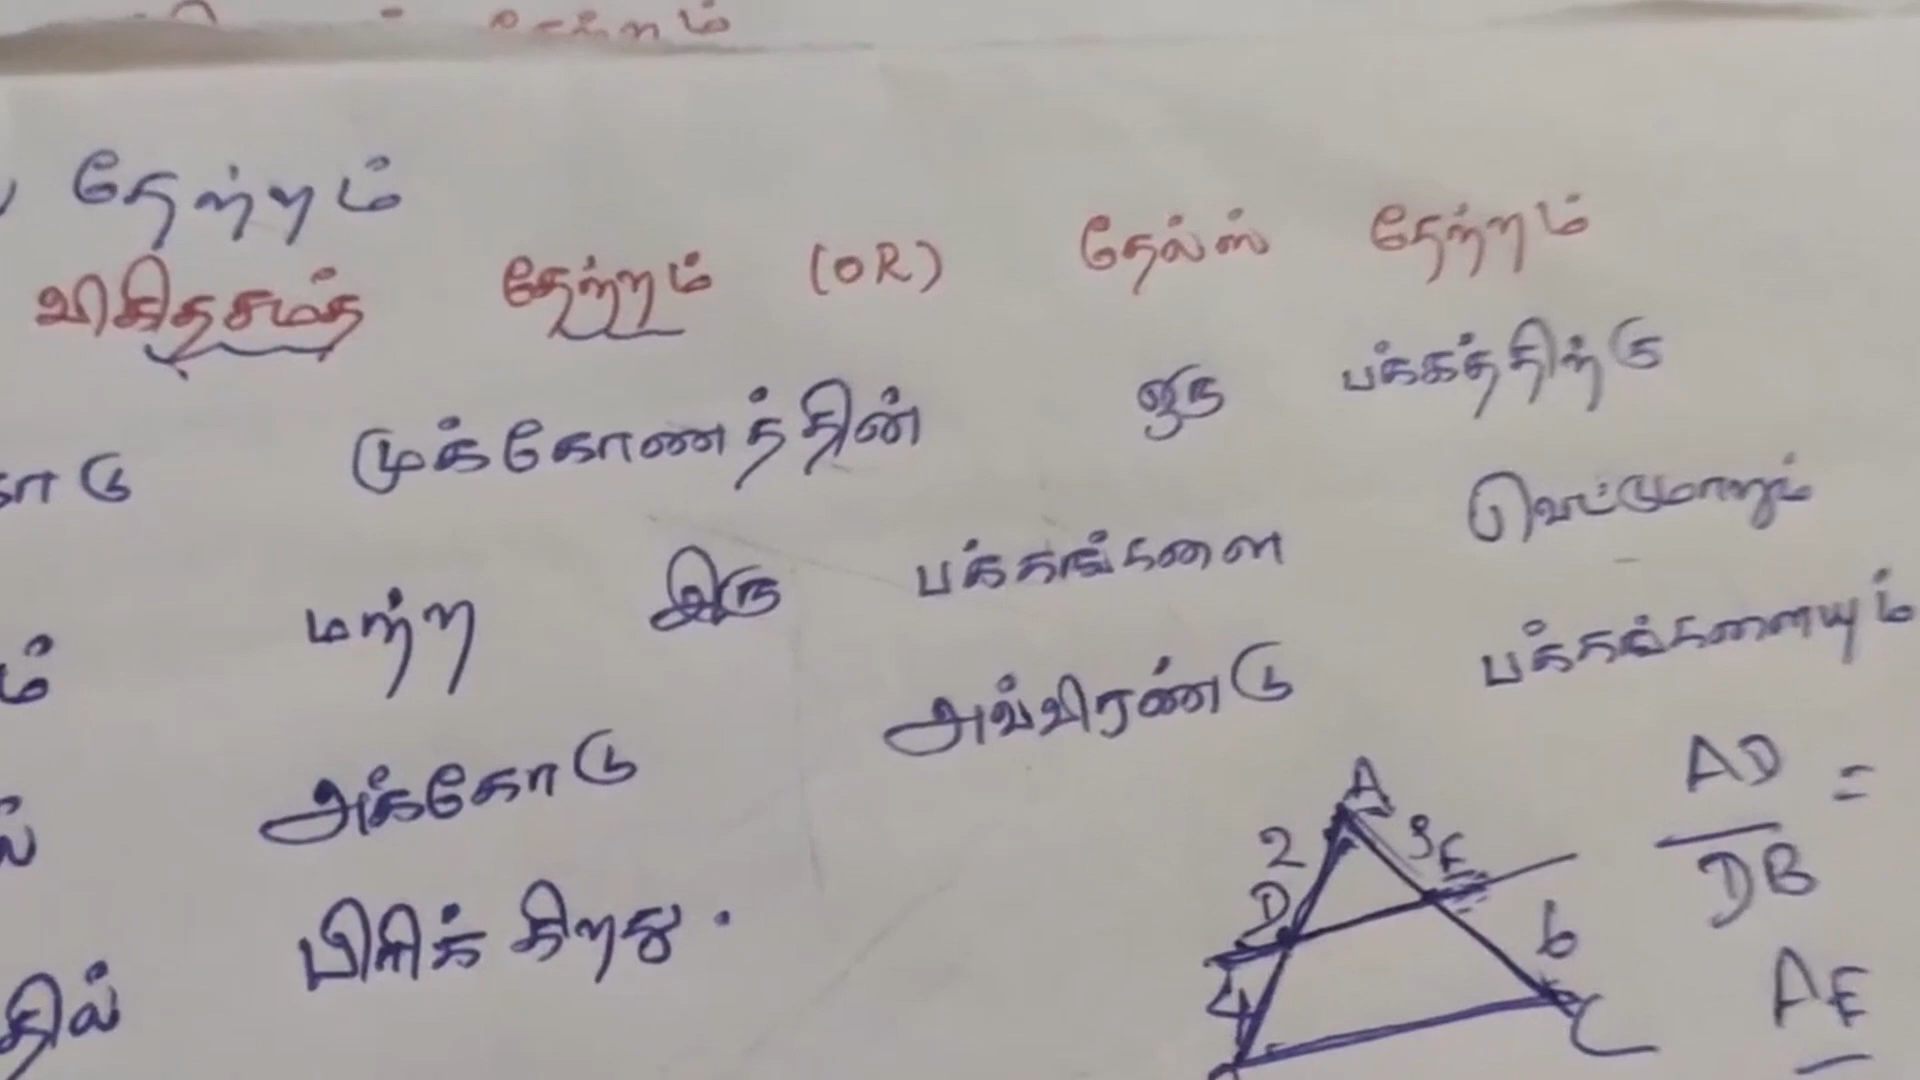 தேற்றம்
விகிதசமத் தேற்றம் (OR) தேல்ஸ் தேற்றம்
முக்கோணத்தின் ஒரு பக்கத்திற்கு
மற்ற இரு பக்கங்களை வெட்டுமாறும்
அக்கோடு அவ்விரண்டு பக்கங்களையும்
பிரிக்கிறது.
A
2 3 E
D
4 6
C
AD =
DB
AE